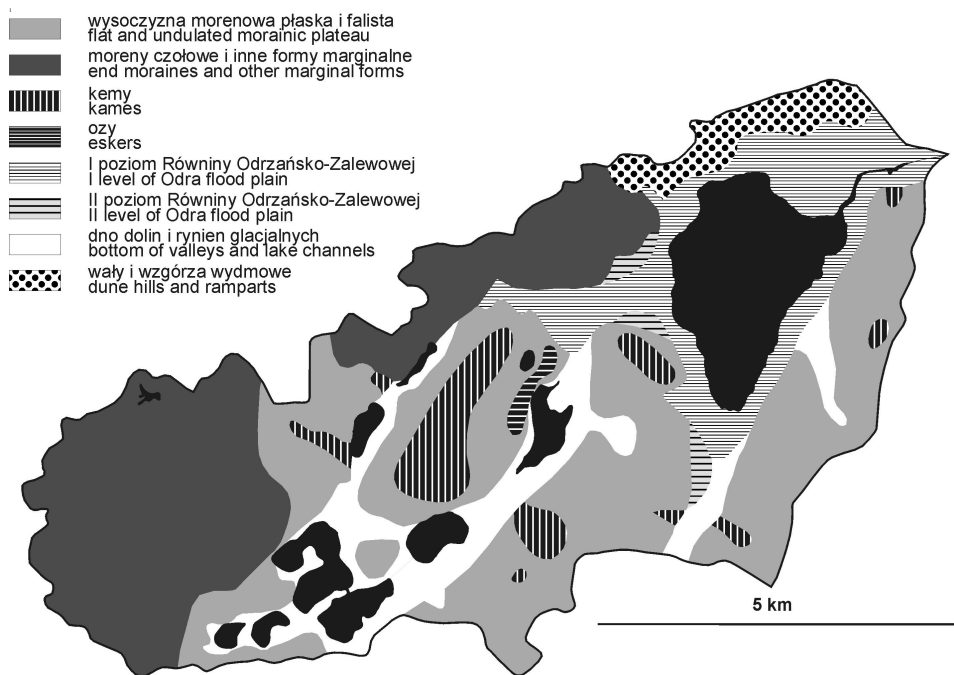 wysoczyzna morenowa płaska i falista
flat and undulated morainic plateau
moreny czołowe i inne formy marginalne
end moraines and other marginal forms
kemy
kames
ozy
eskers
I poziom Równiny Odrzańsko-Zalewowej
I level of Odra flood plain
II poziom Równiny Odrzańsko-Zalewowej
II level of Odra flood plain
dno dolin i rynien glacjalnych
bottom of valleys and lake channels
wały i wzgórza wydmowe
dune hills and ramparts
5 km